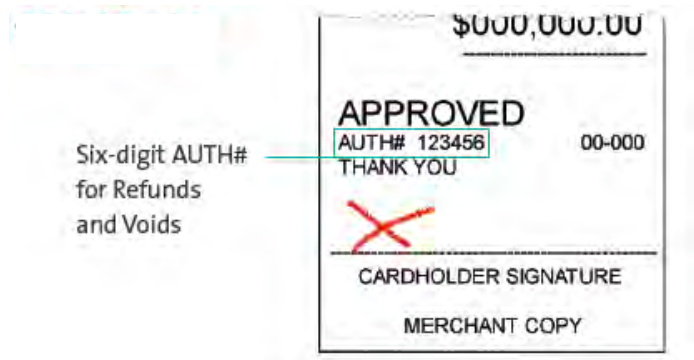 $000,000.00
APPROVED
AUTH# 123456 00-000
THANK YOU
Six-digit AUTH#
for Refunds
and Voids
CARDHOLDER SIGNATURE
MERCHANT COPY